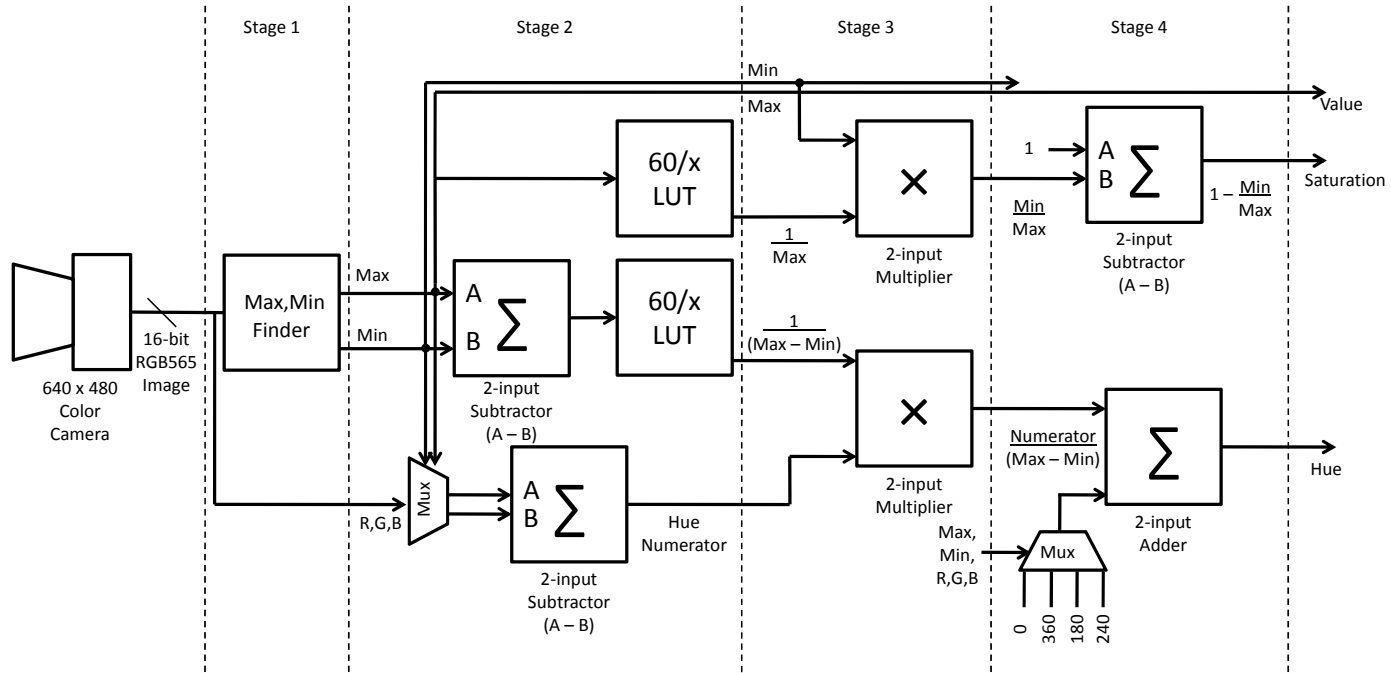 Stage 1
Stage 2
Stage 3
Stage 4
Min
Max
Value
60/x
LUT
×
1
A
B
∑
Saturation
1
Max
2-input
Multiplier
Min
Max
1 – Min
Max
2-input
Subtractor
(A – B)
Max,Min
Finder
Max
Min
A
B
∑
60/x
LUT
1
(Max – Min)
16-bit
RGB565
Image
640 x 480
Color
Camera
2-input
Subtractor
(A – B)
×
Numerator
(Max – Min)
∑
Hue
Mux
R,G,B
A
B
∑
Hue
Numerator
2-input
Multiplier
2-input
Adder
Max,
Min,
R,G,B
Mux
0
360
180
240
2-input
Subtractor
(A – B)